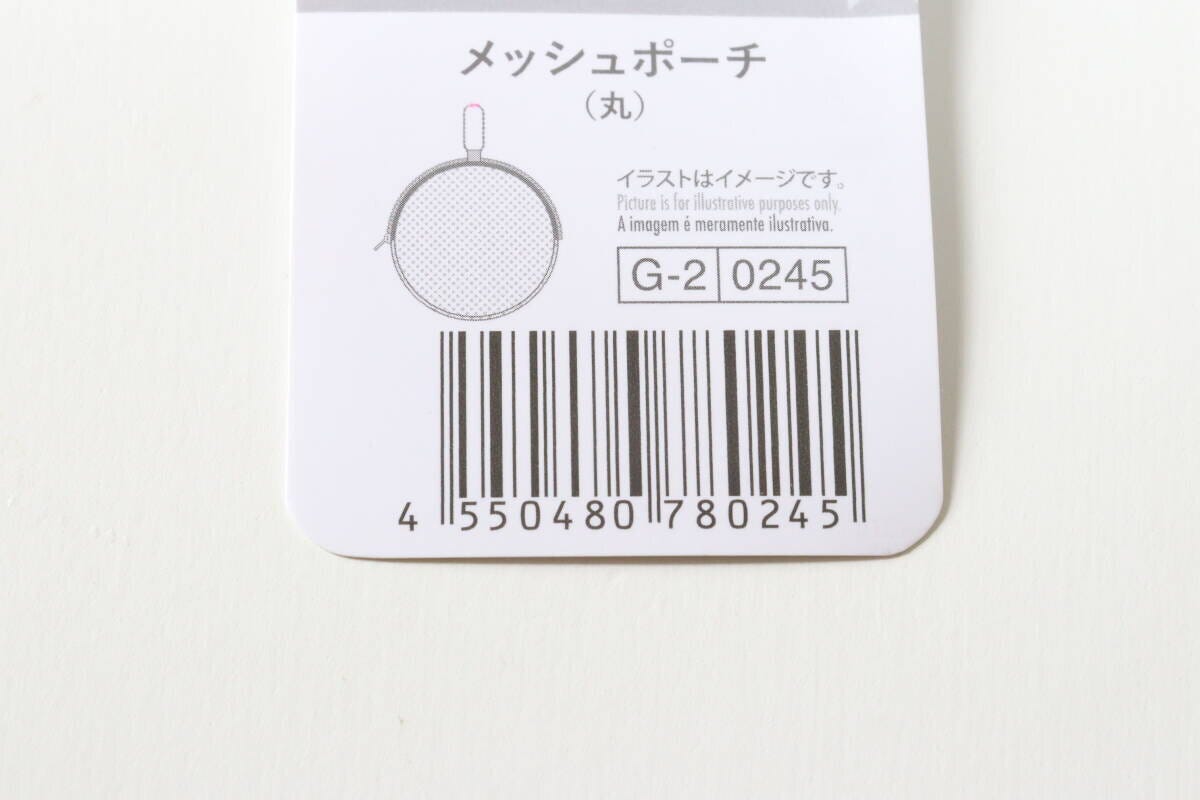 メッシュポーチ
（丸）
イラストはイメージです。
Picture is for illustrative purposes only.
A imagem é meramente ilustrativa.
G-2 0245
4 550480 780245